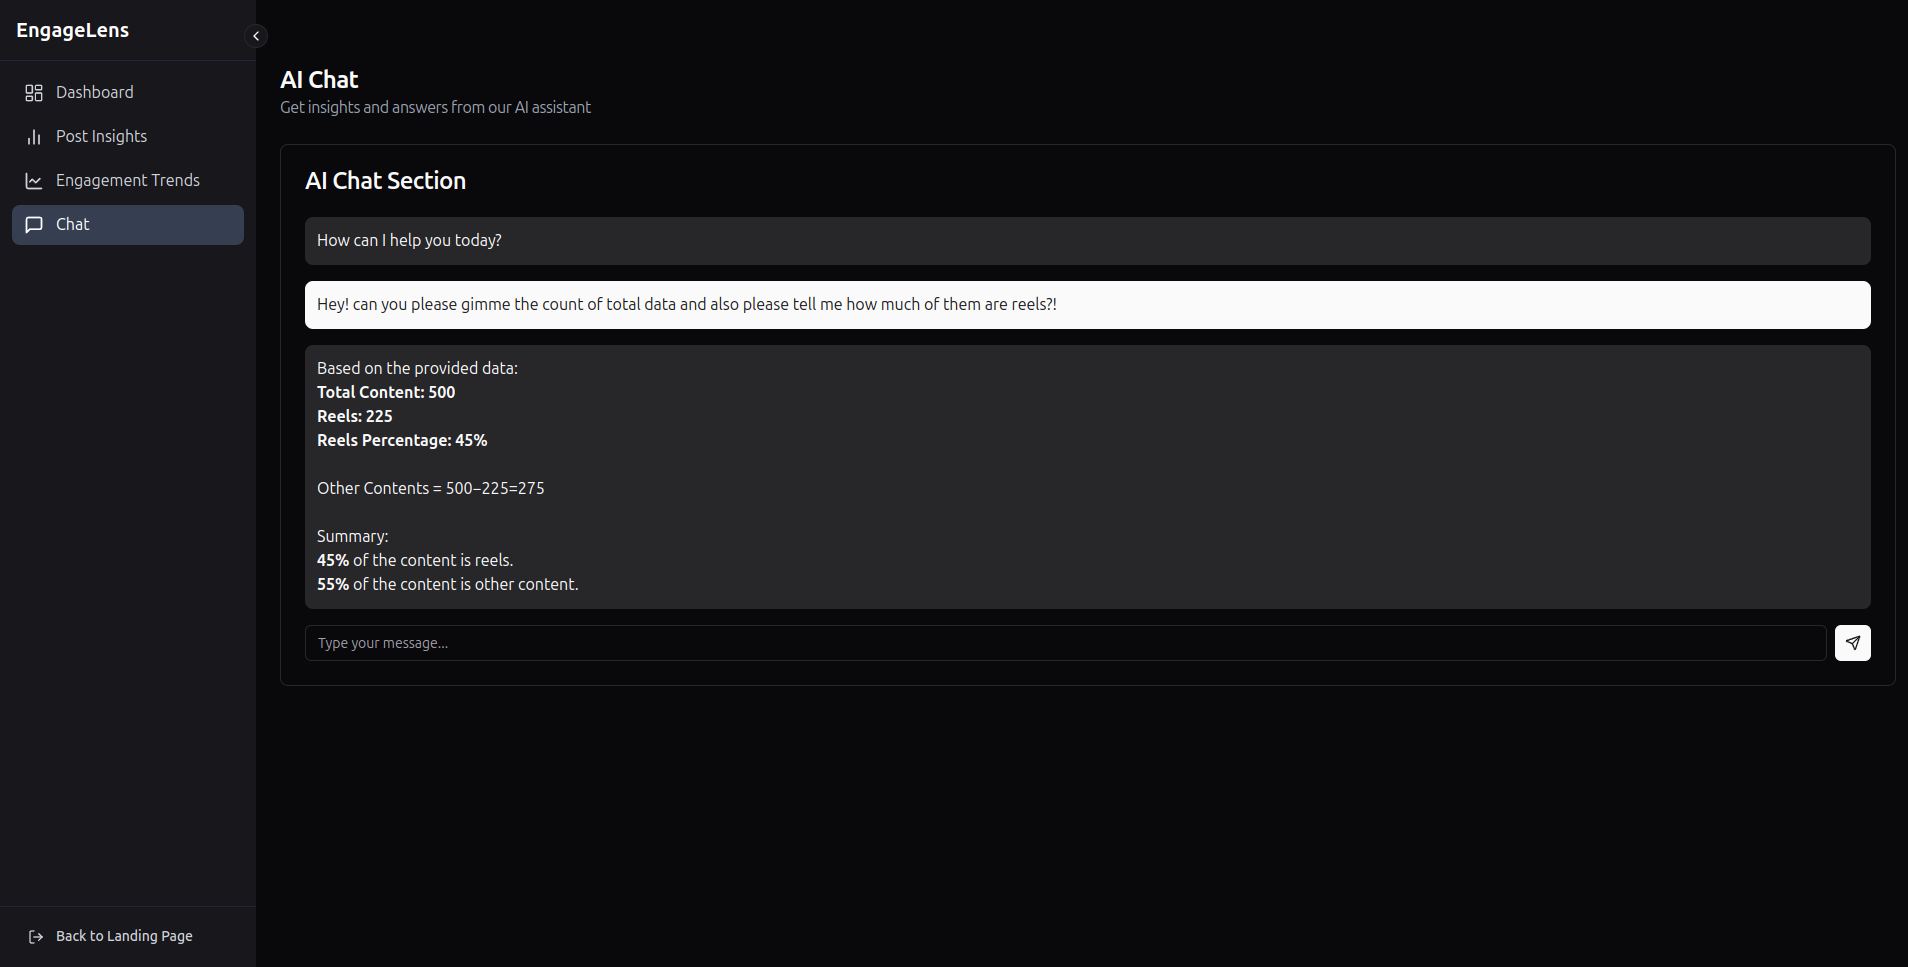 EngageLens
Dashboard
Post Insights
Engagement Trends
Chat
Back to Landing Page
AI Chat
Get insights and answers from our AI assistant
AI Chat Section
How can I help you today?
Hey! can you please gimme the count of total data and also please tell me how much of them are reels?!
Based on the provided data:
Total Content: 500
Reels: 225
Reels Percentage: 45%
Other Contents = 500−225=275
Summary:
45% of the content is reels.
55% of the content is other content.
Type your message...